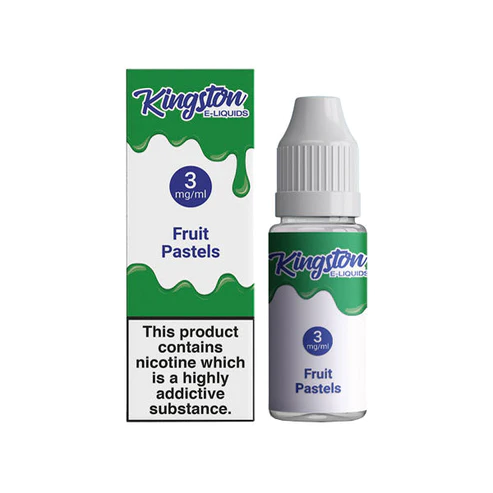 Kingston
E-LIQUIDS
3
mg/ml
Fruit
Pastels
This product
contains
nicotine which
is a highly
addictive
substance.
Kingston
E-LIQUIDS
3
mg/ml
Fruit
Pastels